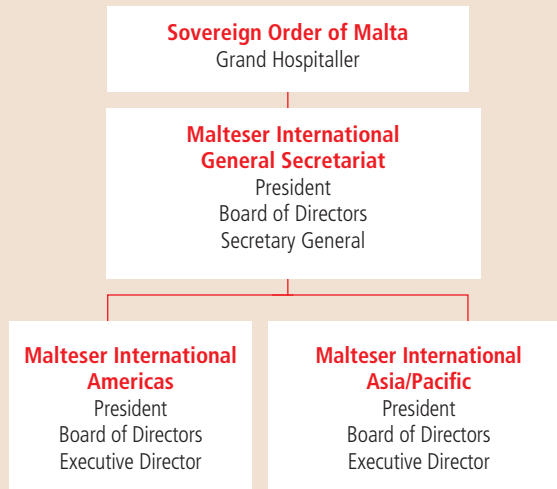 Sovereign Order of Malta
Grand Hospitaller
Malteser International
General Secretariat
President
Board of Directors
Secretary General
Malteser International
Americas
President
Board of Directors
Executive Director
Malteser International
Asia/Pacific
President
Board of Directors
Executive Director